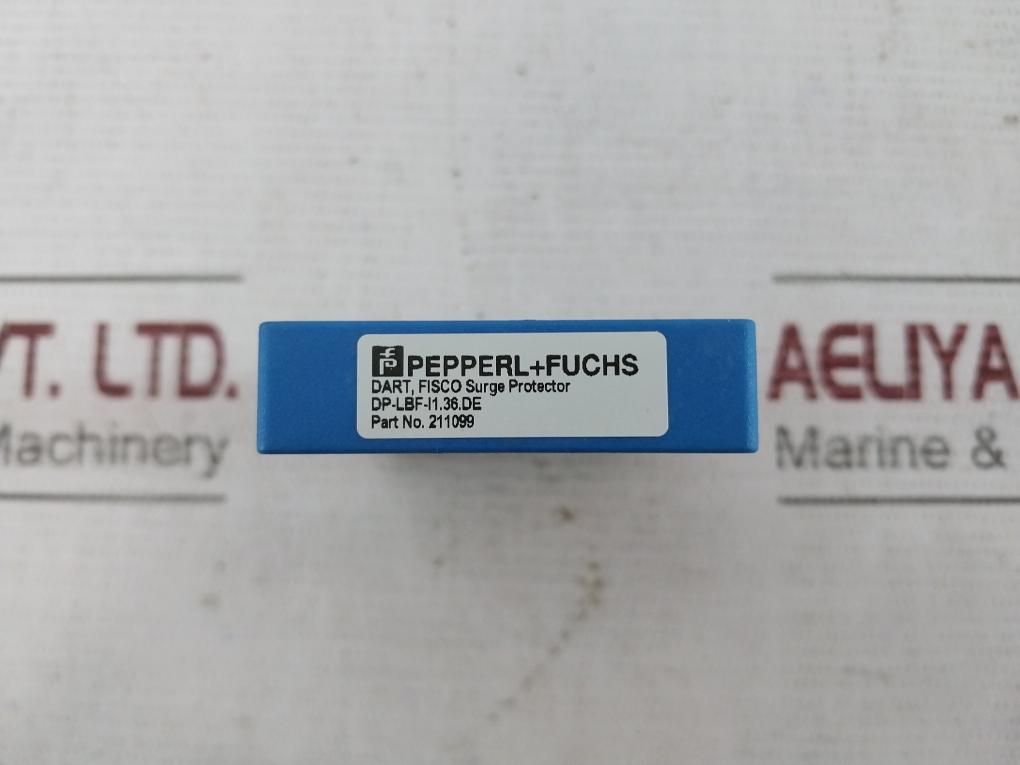 PEPPERL+FUCHS
DART, FISCO Surge Protector
DP-LBF-I1.36.DE
Part No. 211099
VT. LTD.
Machinery
AELIYA
Marine &